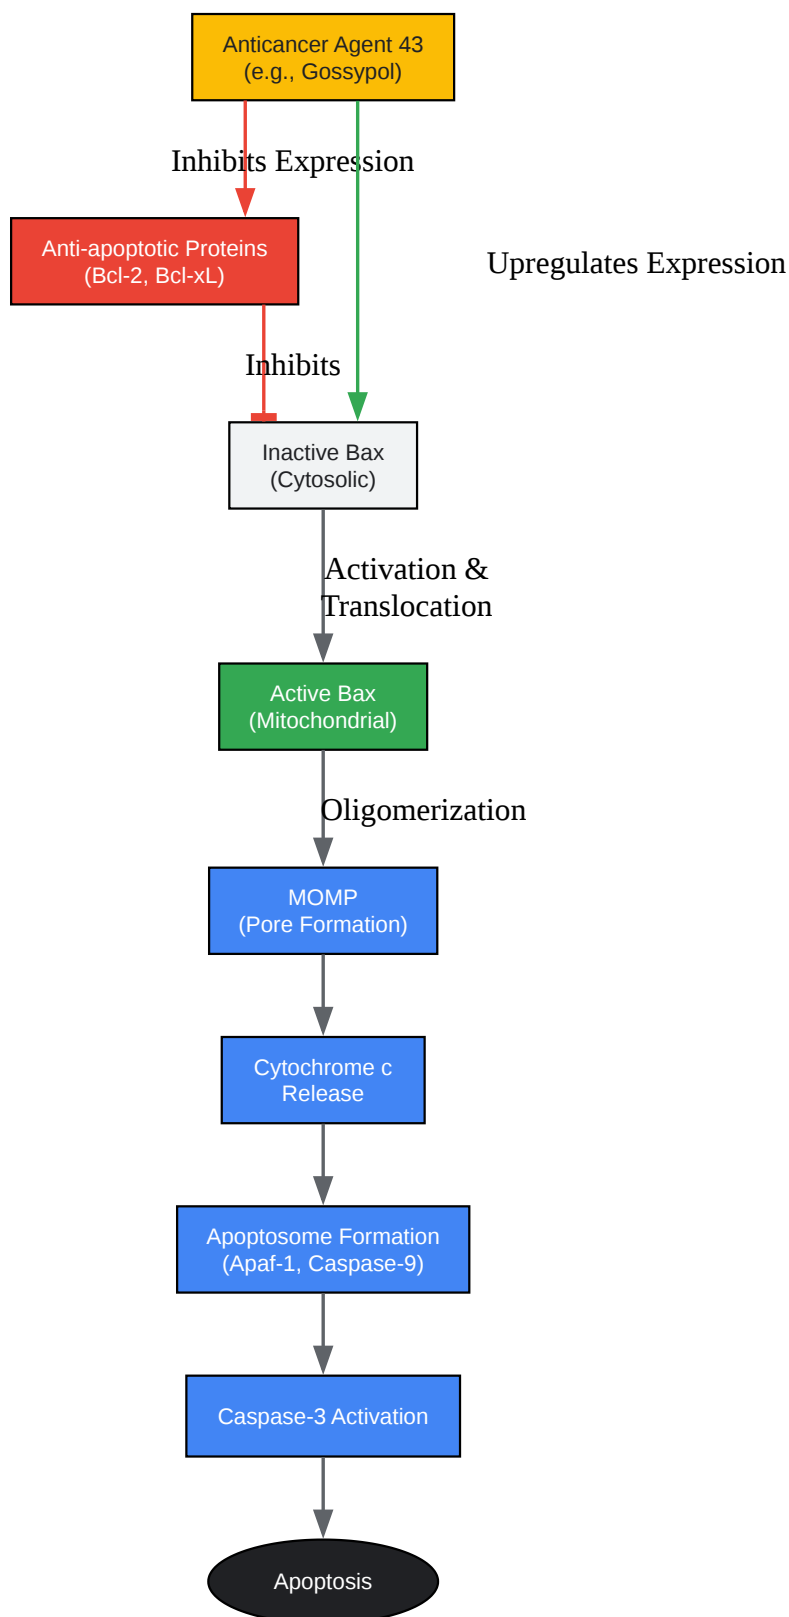 Anticancer Agent 43
(e.g., Gossypol)
Inhibits Expression
Anti-apoptotic Proteins
(Bcl-2, Bcl-xL)
Upregulates Expression
Inhibits
Inactive Bax
(Cytosolic)
Activation &
Translocation
Active Bax
(Mitochondrial)
Oligomerization
MOMP
(Pore Formation)
Cytochrome c
Release
Apoptosome Formation
(Apaf-1, Caspase-9)
Caspase-3 Activation
Apoptosis